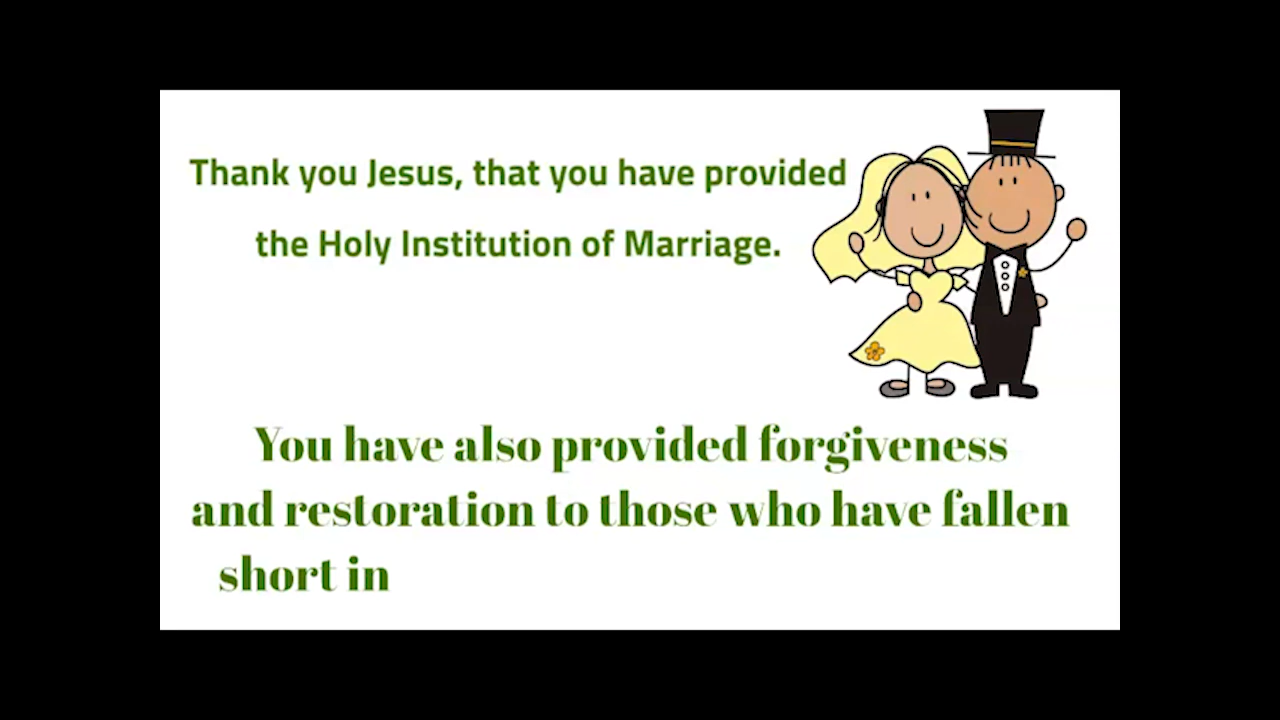 Thank you Jesus, that you have provided
the Holy Institution of Marriage.
You have also provided forgiveness
and restoration to those who have fallen
short in